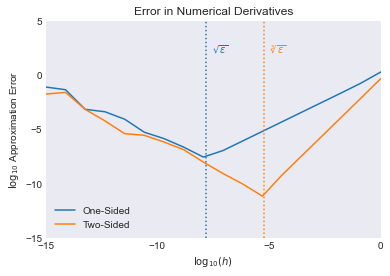 Error in Numerical Derivatives
5
0
−5
−10
−15
log₁₀ Approximation Error
√ε
∛ε
One-Sided
Two-Sided
−15
−10
−5
0
log₁₀(h)